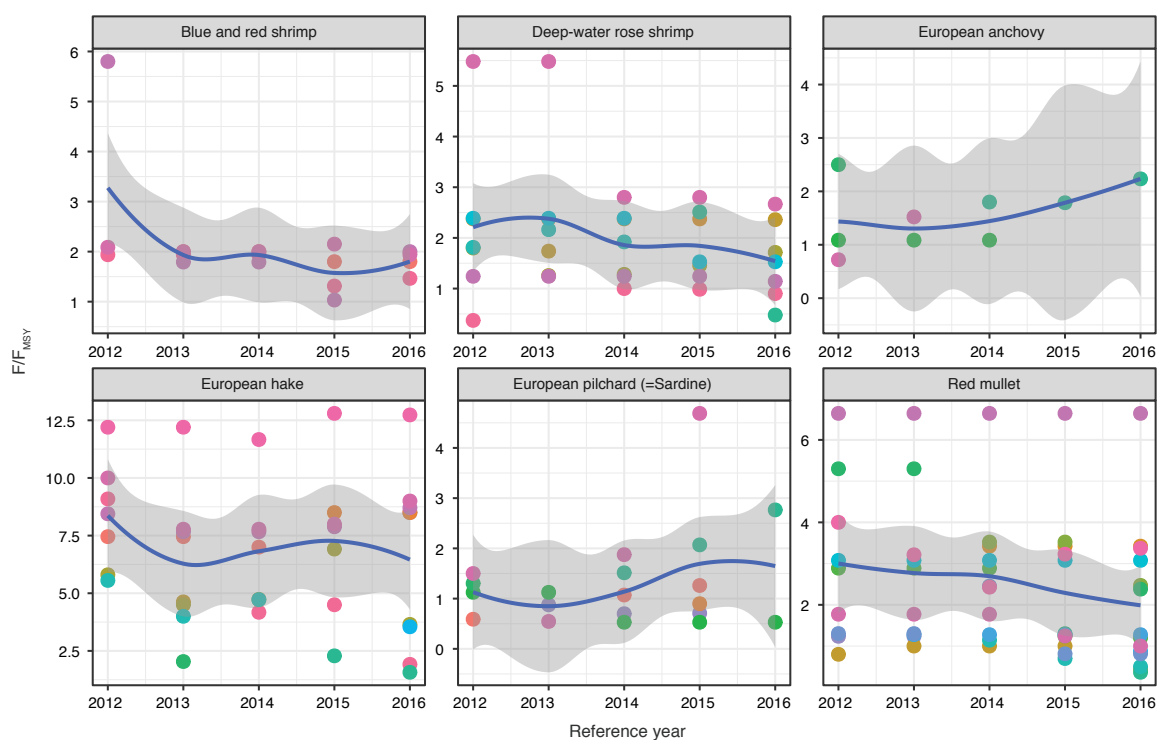 Blue and red shrimp
Deep-water rose shrimp
European anchovy
6
5
4
3
2
1
5
4
3
2
1
4
3
2
1
0
2012 2013 2014 2015 2016
2012 2013 2014 2015 2016
2012 2013 2014 2015 2016
F/FMSY
European hake
European pilchard (=Sardine)
Red mullet
12.5
10.0
7.5
5.0
2.5
4
3
2
1
0
6
4
2
2012 2013 2014 2015 2016
2012 2013 2014 2015 2016
2012 2013 2014 2015 2016
Reference year